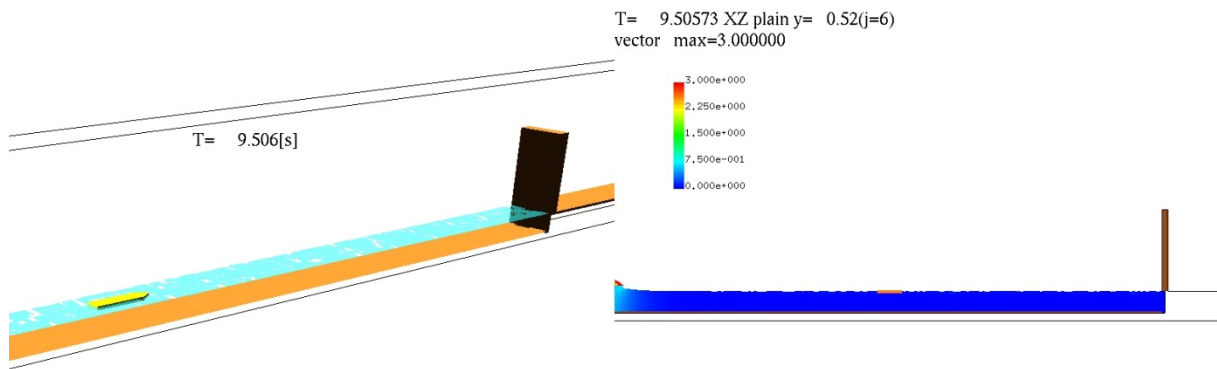 T= 9.506[s]
T= 9.50573 XZ plain y= 0.52(j=6)
vector max=3.000000
3.000e+000
2.250e+000
1.500e+000
7.500e-001
0.000e+000